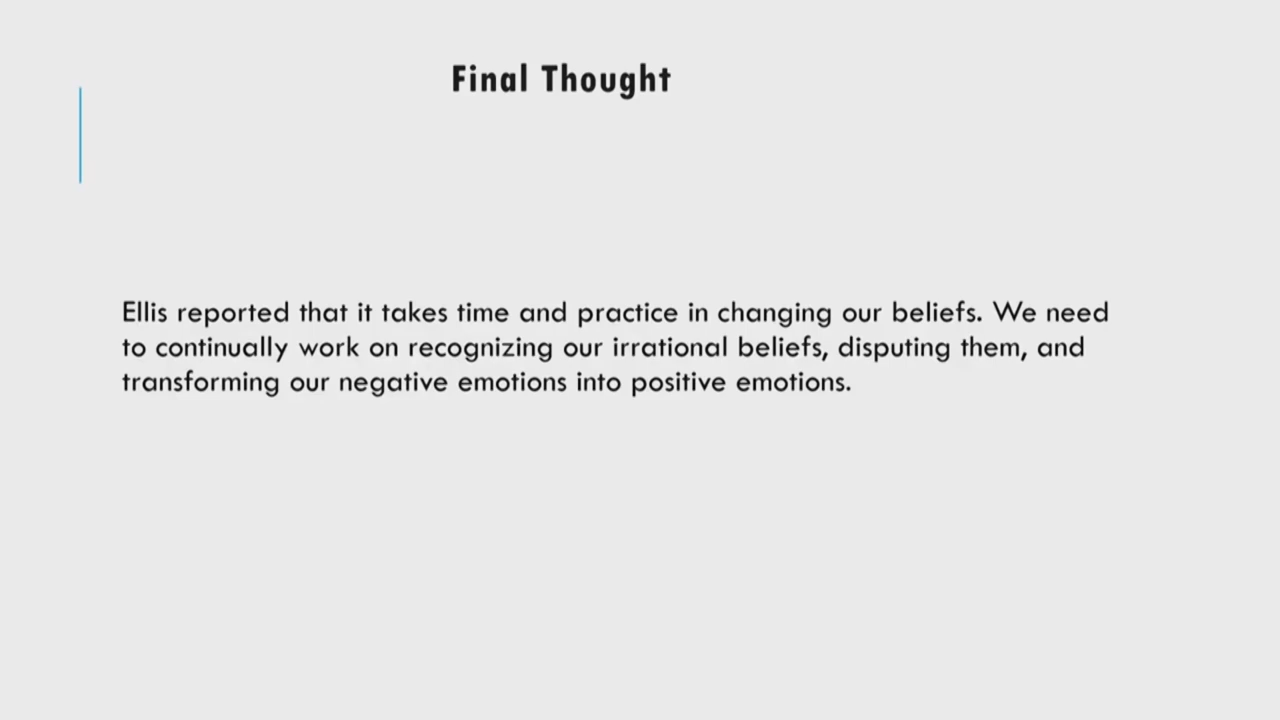 Final Thought
Ellis reported that it takes time and practice in changing our beliefs. We need
to continually work on recognizing our irrational beliefs, disputing them, and
transforming our negative emotions into positive emotions.